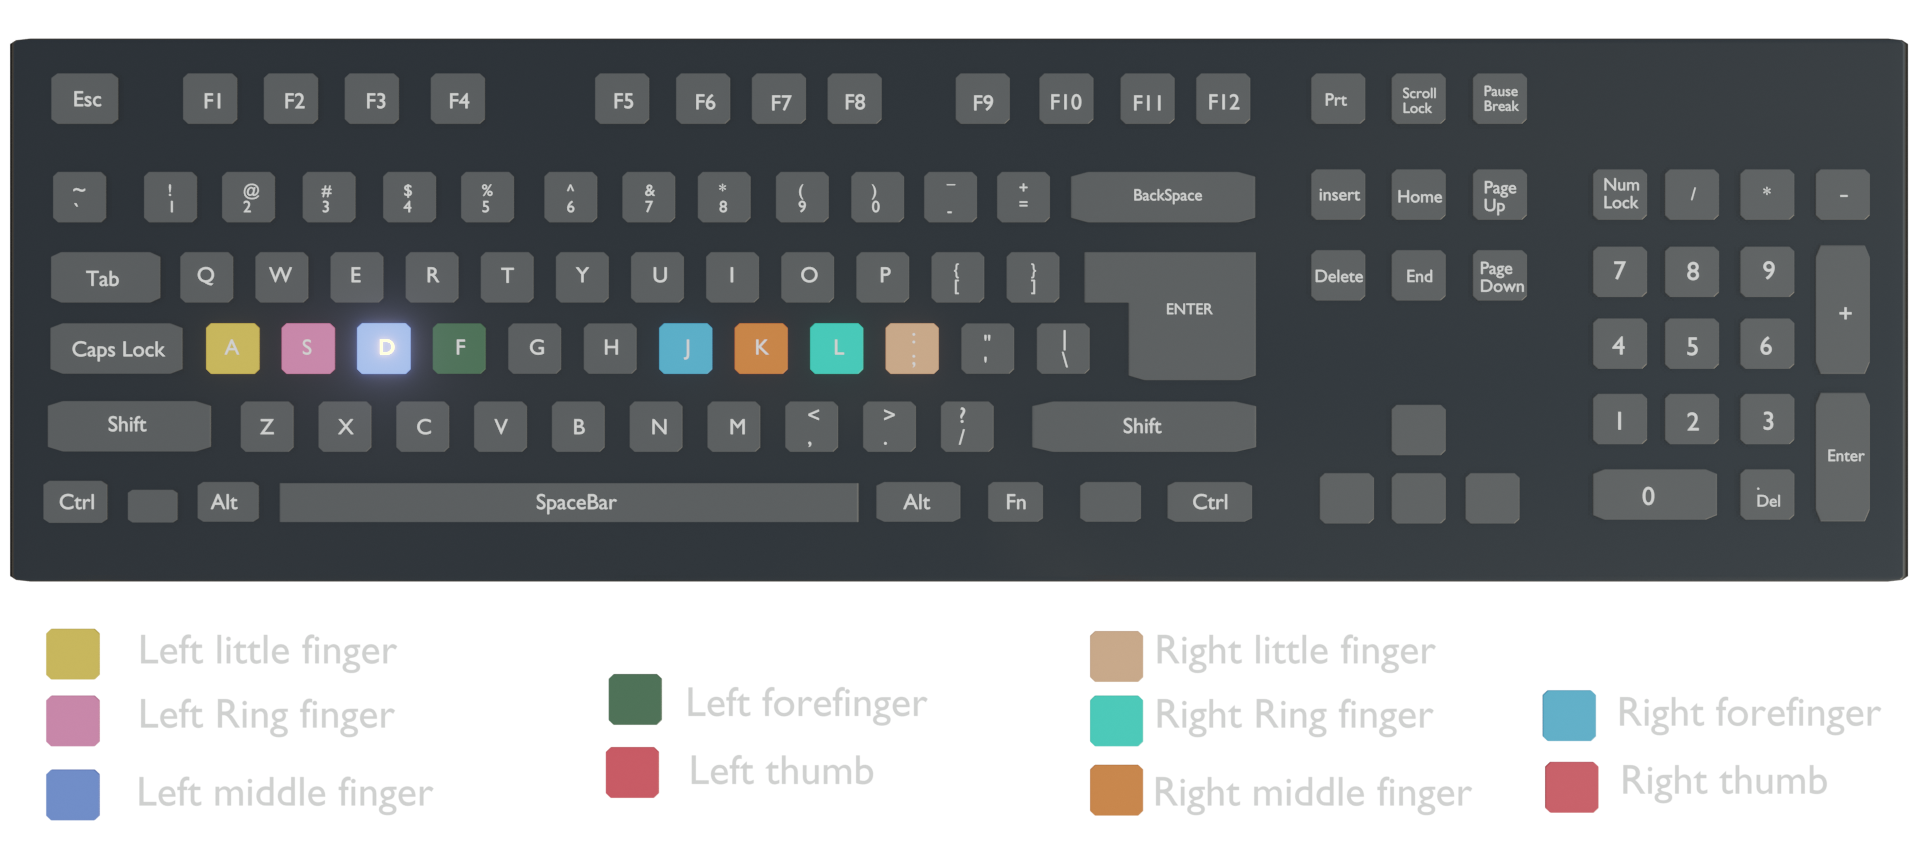 Esc F1 F2 F3 F4 F5 F6 F7 F8 F9 F10 F11 F12 Prt Scroll Lock Pause Break
~ ` ! 1 @ 2 # 3 $ 4 % 5 ^ 6 & 7 * 8 ( 9 ) 0 _ - + = BackSpace insert Home Page Up Num Lock / * -
Tab Q W E R T Y U I O P { [ } ] ENTER Delete End Page Down 7 8 9 +
Caps Lock A S D F G H J K L : ; " ' | \ 4 5 6
Shift Z X C V B N M < , > . ? / Shift 1 2 3 Enter
Ctrl Alt SpaceBar Alt Fn Ctrl 0 . Del
Left little finger
Left Ring finger
Left middle finger
Left forefinger
Left thumb
Right little finger
Right Ring finger
Right middle finger
Right forefinger
Right thumb